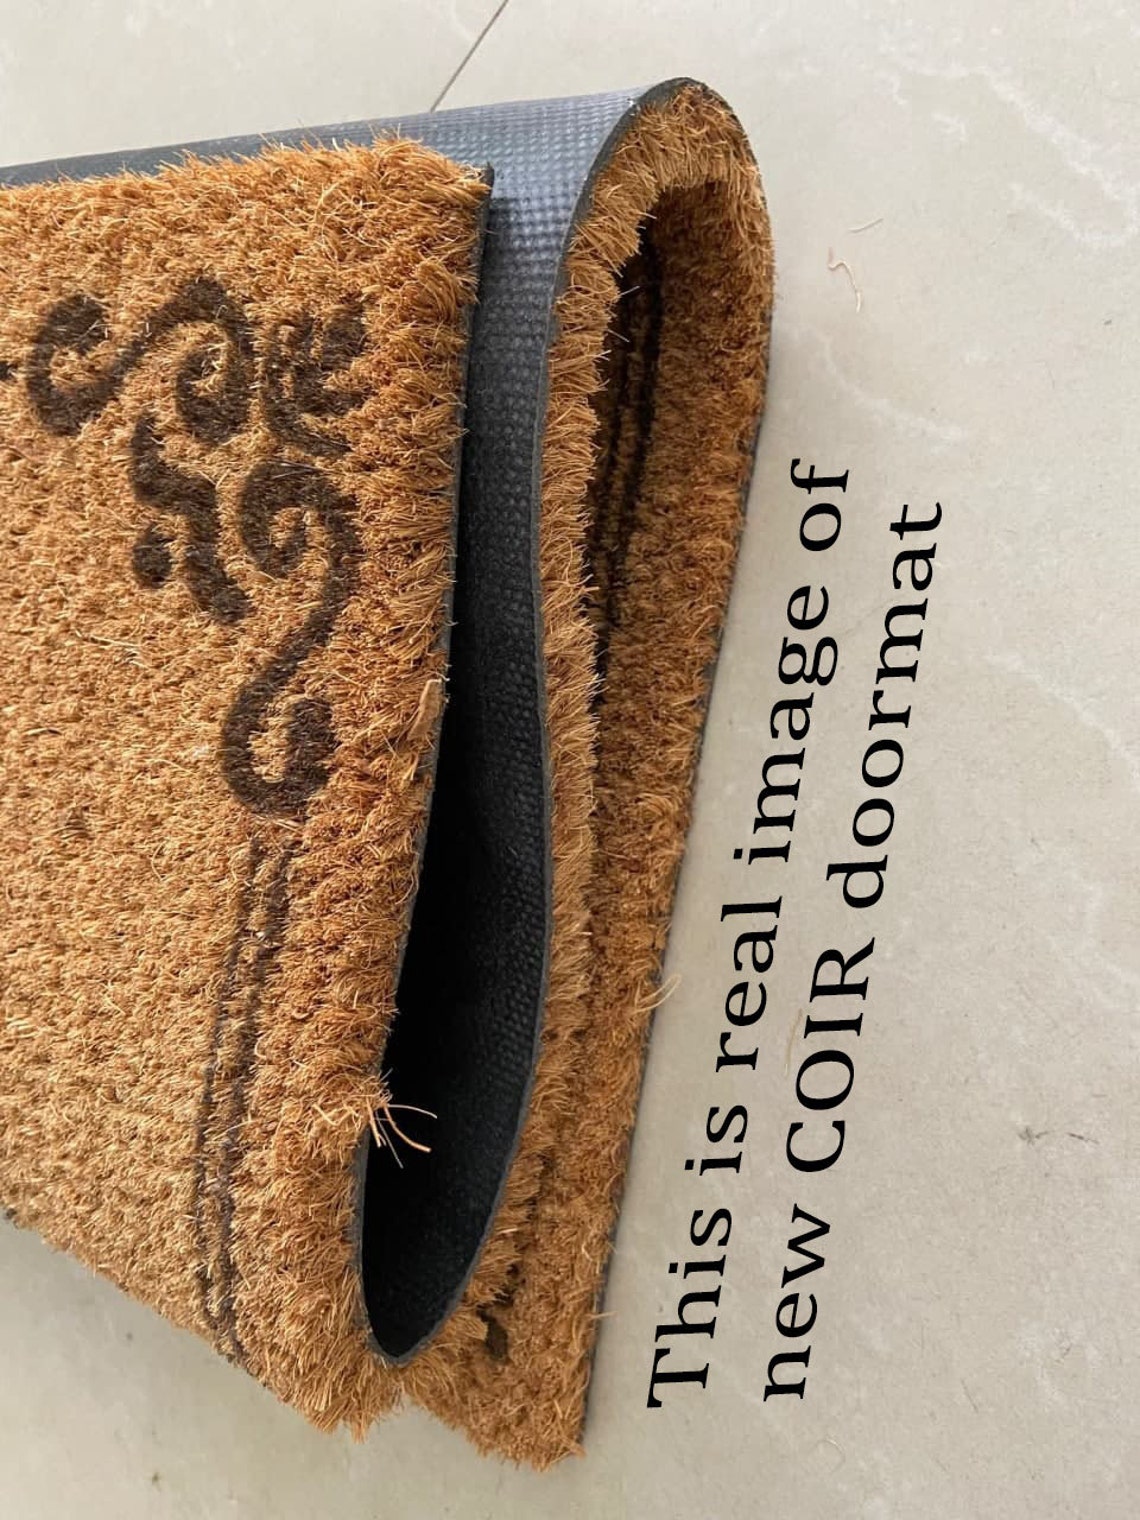 This is real image of
new COIR doormat